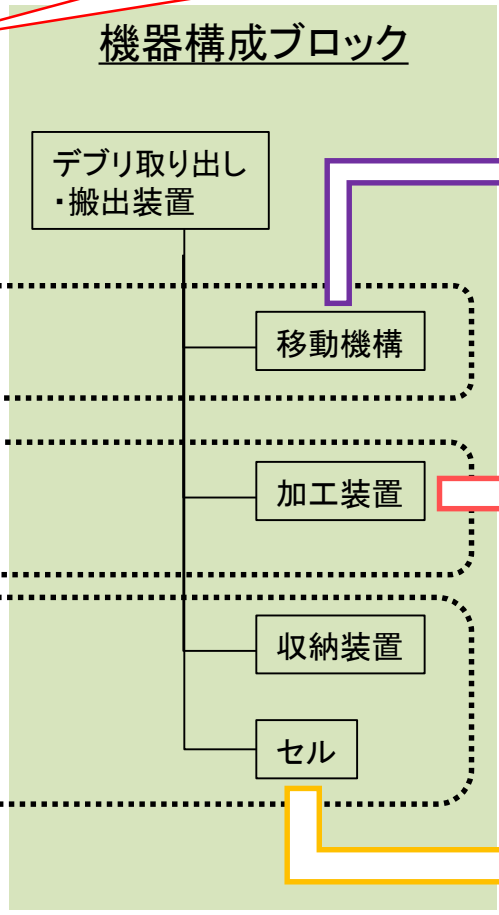 機器構成ブロック
デブリ取り出し
・搬出装置
移動機構
加工装置
収納装置
セル